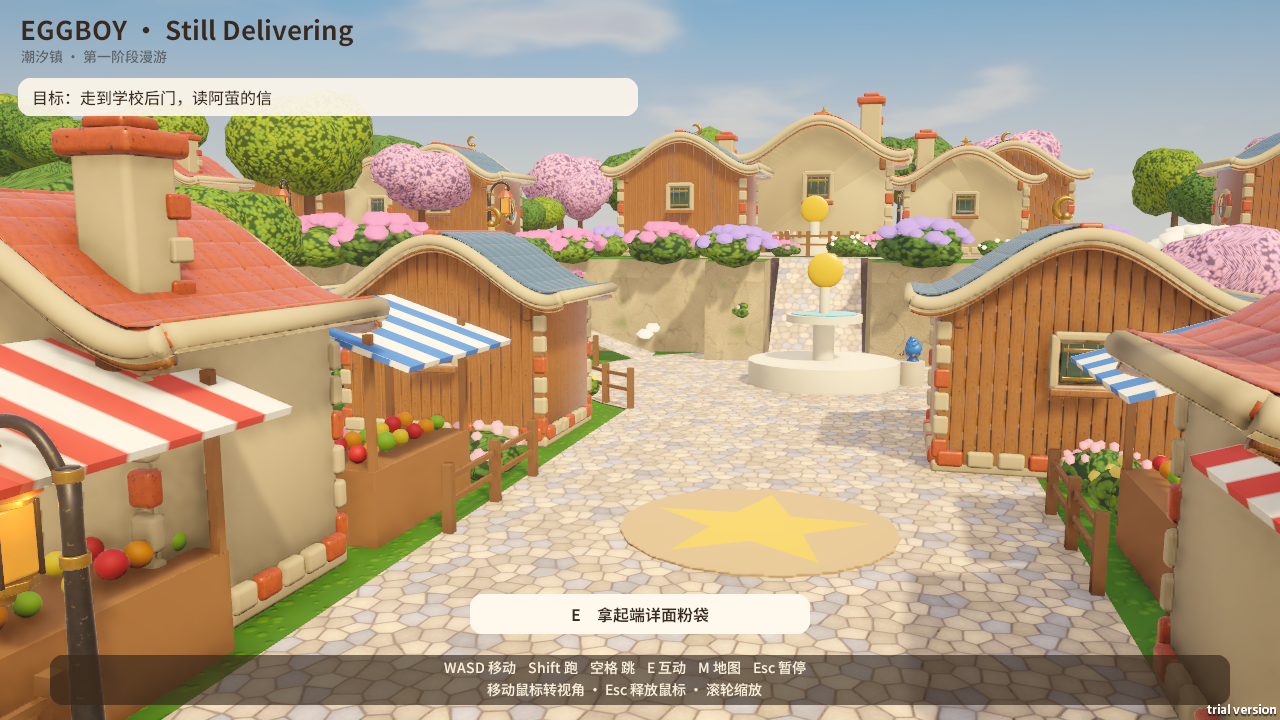 EGGBOY • Still Delivering
潮汐镇 • 第一阶段漫游
目标：走到学校后门，读阿萤的信
E 拿起端详面粉袋
WASD 移动 Shift 跑 空格 跳 E 互动 M 地图 Esc 暂停
移动鼠标转视角 • Esc 释放鼠标 • 滚轮缩放
trial version